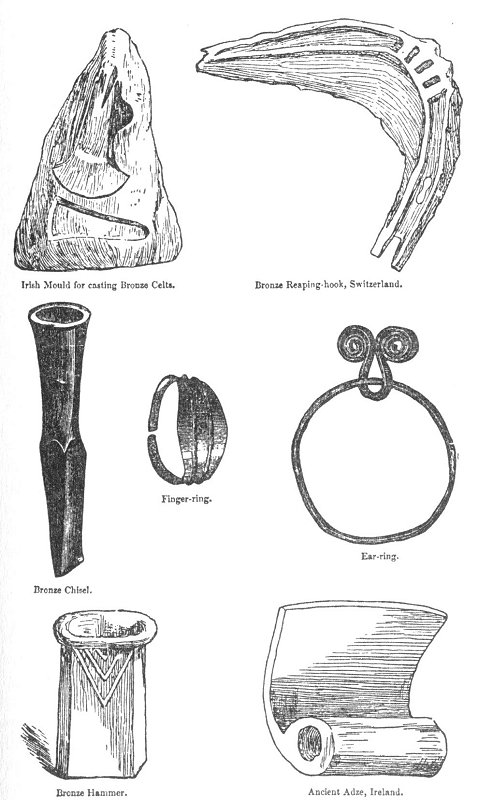 Irish Mould for casting Bronze Celts.
Bronze Reaping-hook, Switzerland.
Finger-ring.
Ear-ring.
Bronze Chisel.
Bronze Hammer.
Ancient Adze, Ireland.